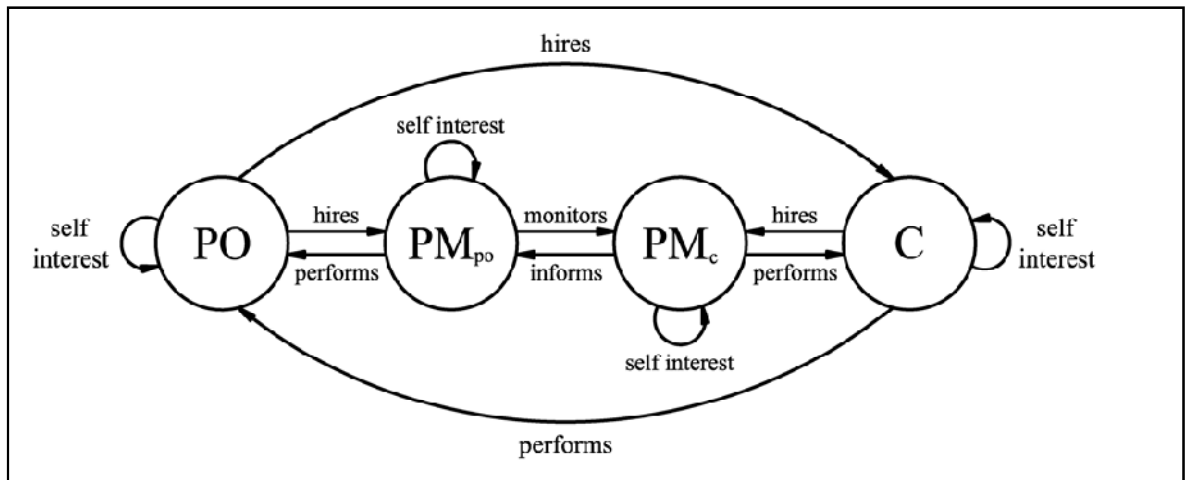 hires
self interest
self
interest
PO
hires
performs
PMpo
monitors
informs
PMc
hires
performs
C
self
interest
self interest
performs